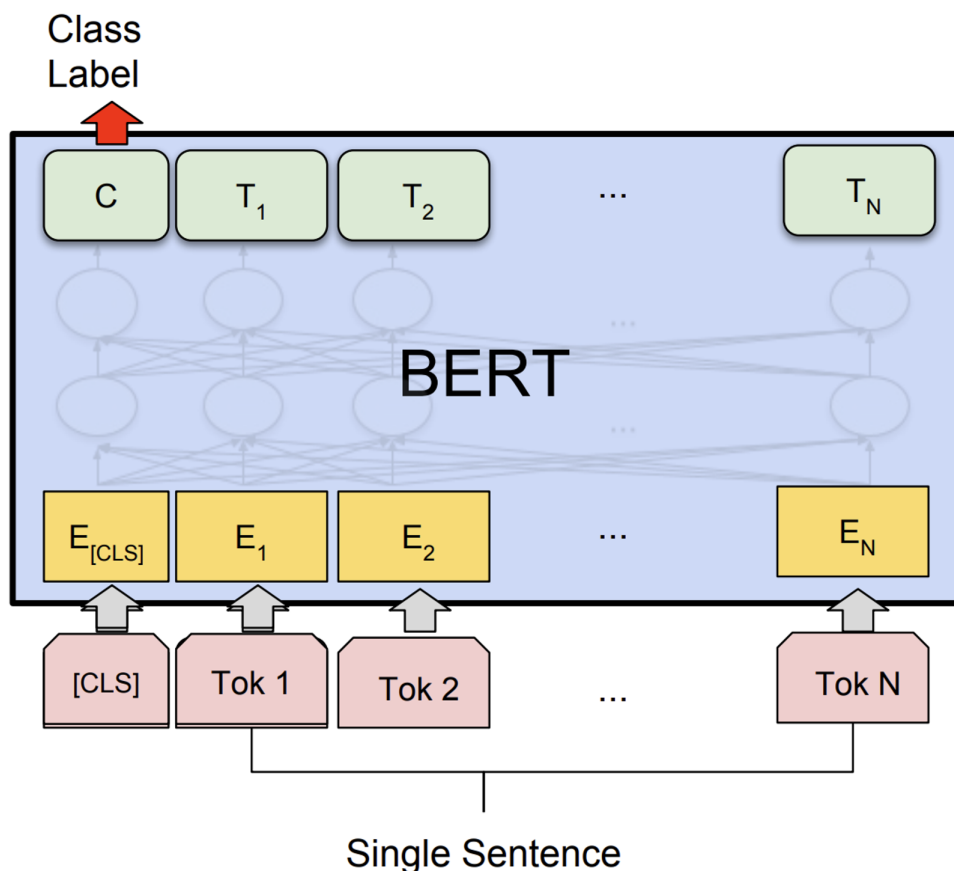 Class
Label
C T1 T2 ... TN
...
BERT
...
E[CLS] E1 E2 ... EN
[CLS] Tok 1 Tok 2 ... Tok N
Single Sentence